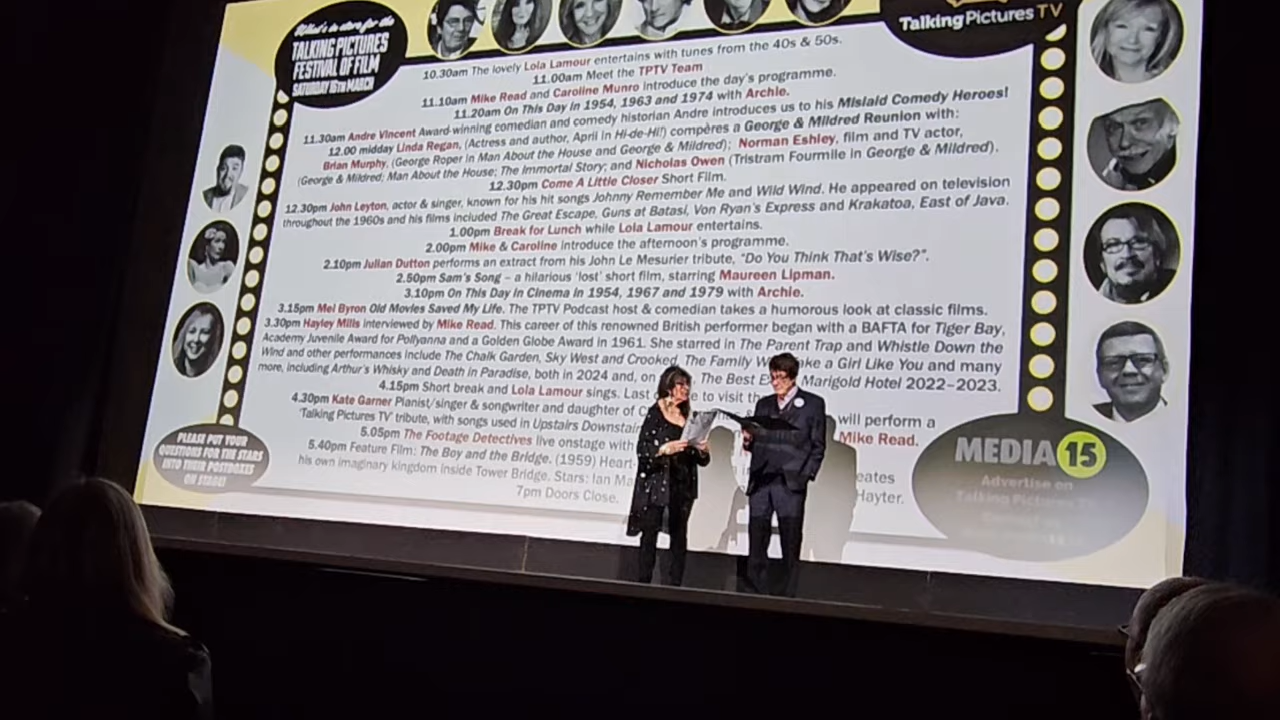 What's in store for the
TALKING PICTURES
FESTIVAL OF FILM
SATURDAY 16TH MARCH
Talking Pictures TV
10.30am The lovely Lola Lamour entertains with tunes from the 40s & 50s.
11.00am Meet the TPTV Team
11.10am Mike Read and Caroline Munro introduce the day's programme.
11.20am On This Day in 1954, 1963 and 1974 with Archie.
11.30am Andre Vincent Award-winning comedian and comedy historian Andre introduces us to his Mislaid Comedy Heroes!
12.00 midday Linda Regan, (Actress and author, April in Hi-de-Hi!) compères a George & Mildred Reunion with:
Brian Murphy, (George Roper in Man About the House and George & Mildred); Norman Eshley, film and TV actor,
(George & Mildred; Man About the House; The Immortal Story; and Nicholas Owen (Tristram Fourmile in George & Mildred).
12.30pm Come A Little Closer Short Film.
12.30pm John Leyton, actor & singer, known for his hit songs Johnny Remember Me and Wild Wind. He appeared on television
throughout the 1960s and his films included The Great Escape, Guns at Batasi, Von Ryan's Express and Krakatoa, East of Java.
1.00pm Break for Lunch while Lola Lamour entertains.
2.00pm Mike & Caroline introduce the afternoon's programme.
2.10pm Julian Dutton performs an extract from his John Le Mesurier tribute, "Do You Think That's Wise?".
2.50pm Sam's Song – a hilarious 'lost' short film, starring Maureen Lipman.
3.10pm On This Day in Cinema in 1954, 1967 and 1979 with Archie.
3.15pm Mel Byron Old Movies Saved My Life. The TPTV Podcast host & comedian takes a humorous look at classic films.
3.30pm Hayley Mills interviewed by Mike Read. This career of this renowned British performer began with a BAFTA for Tiger Bay,
Academy Juvenile Award for Pollyanna and a Golden Globe Award in 1961. She starred in The Parent Trap and Whistle Down the
Wind and other performances include The Chalk Garden, Sky West and Crooked, The Family W ake a Girl Like You and many
more, including Arthur's Whisky and Death in Paradise, both in 2024 and, on The Best Ex Marigold Hotel 2022–2023.
4.15pm Short break and Lola Lamour sings. Last e to visit th
4.30pm Kate Garner Pianist/singer & songwriter and daughter of C & will perform a
'Talking Pictures TV' tribute, with songs used in Upstairs Downstair Mike Read.
5.05pm The Footage Detectives live onstage with
5.40pm Feature Film: The Boy and the Bridge. (1959) Heart- eates
his own imaginary kingdom inside Tower Bridge. Stars: Ian Ma Hayter.
7pm Doors Close.
PLEASE PUT YOUR
QUESTIONS FOR THE STARS
INTO THEIR POSTBOXES
ON STAGE!
MEDIA 15
Advertise on
Talking Pictures